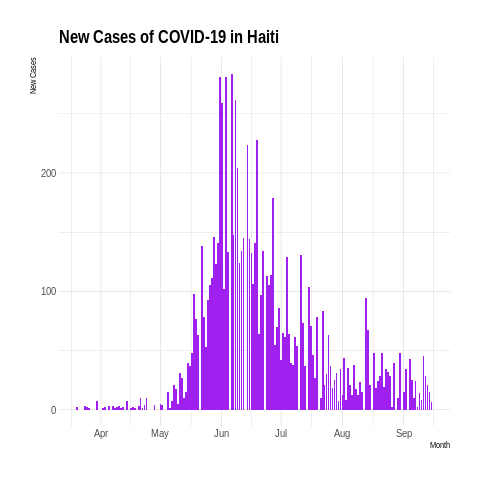 New Cases of COVID-19 in Haiti
New Cases
200
100
0
Apr May Jun Jul Aug Sep
Month